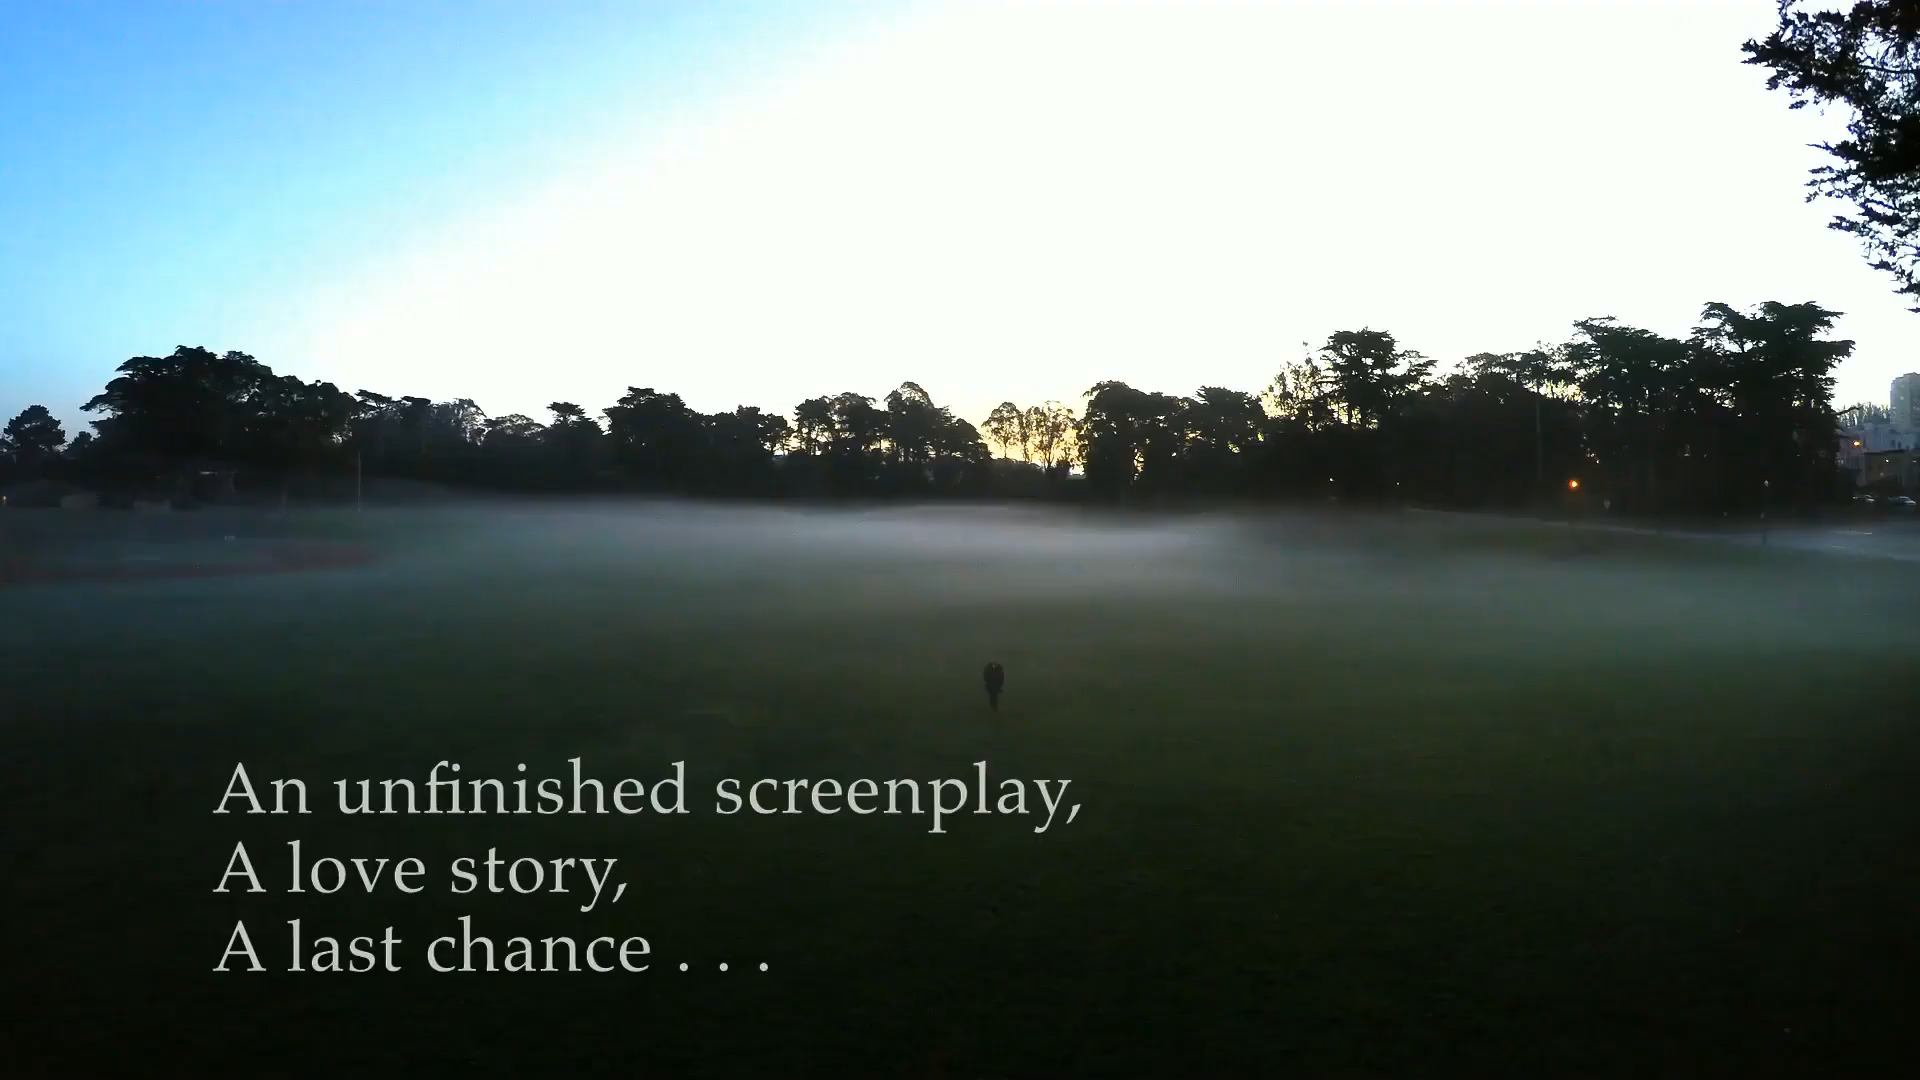 An unfinished screenplay,
A love story,
A last chance . . .